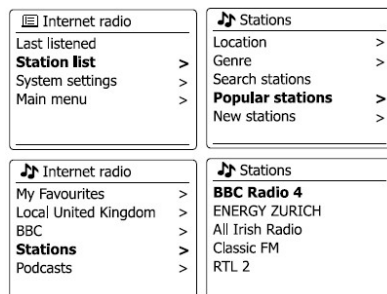 Internet radio
Last listened
Station list >
System settings >
Main menu >
Stations
Location >
Genre >
Search stations
Popular stations >
New stations >
Internet radio
My Favourites >
Local United Kingdom >
BBC >
Stations >
Podcasts >
Stations
BBC Radio 4
ENERGY ZURICH
All Irish Radio
Classic FM
RTL 2